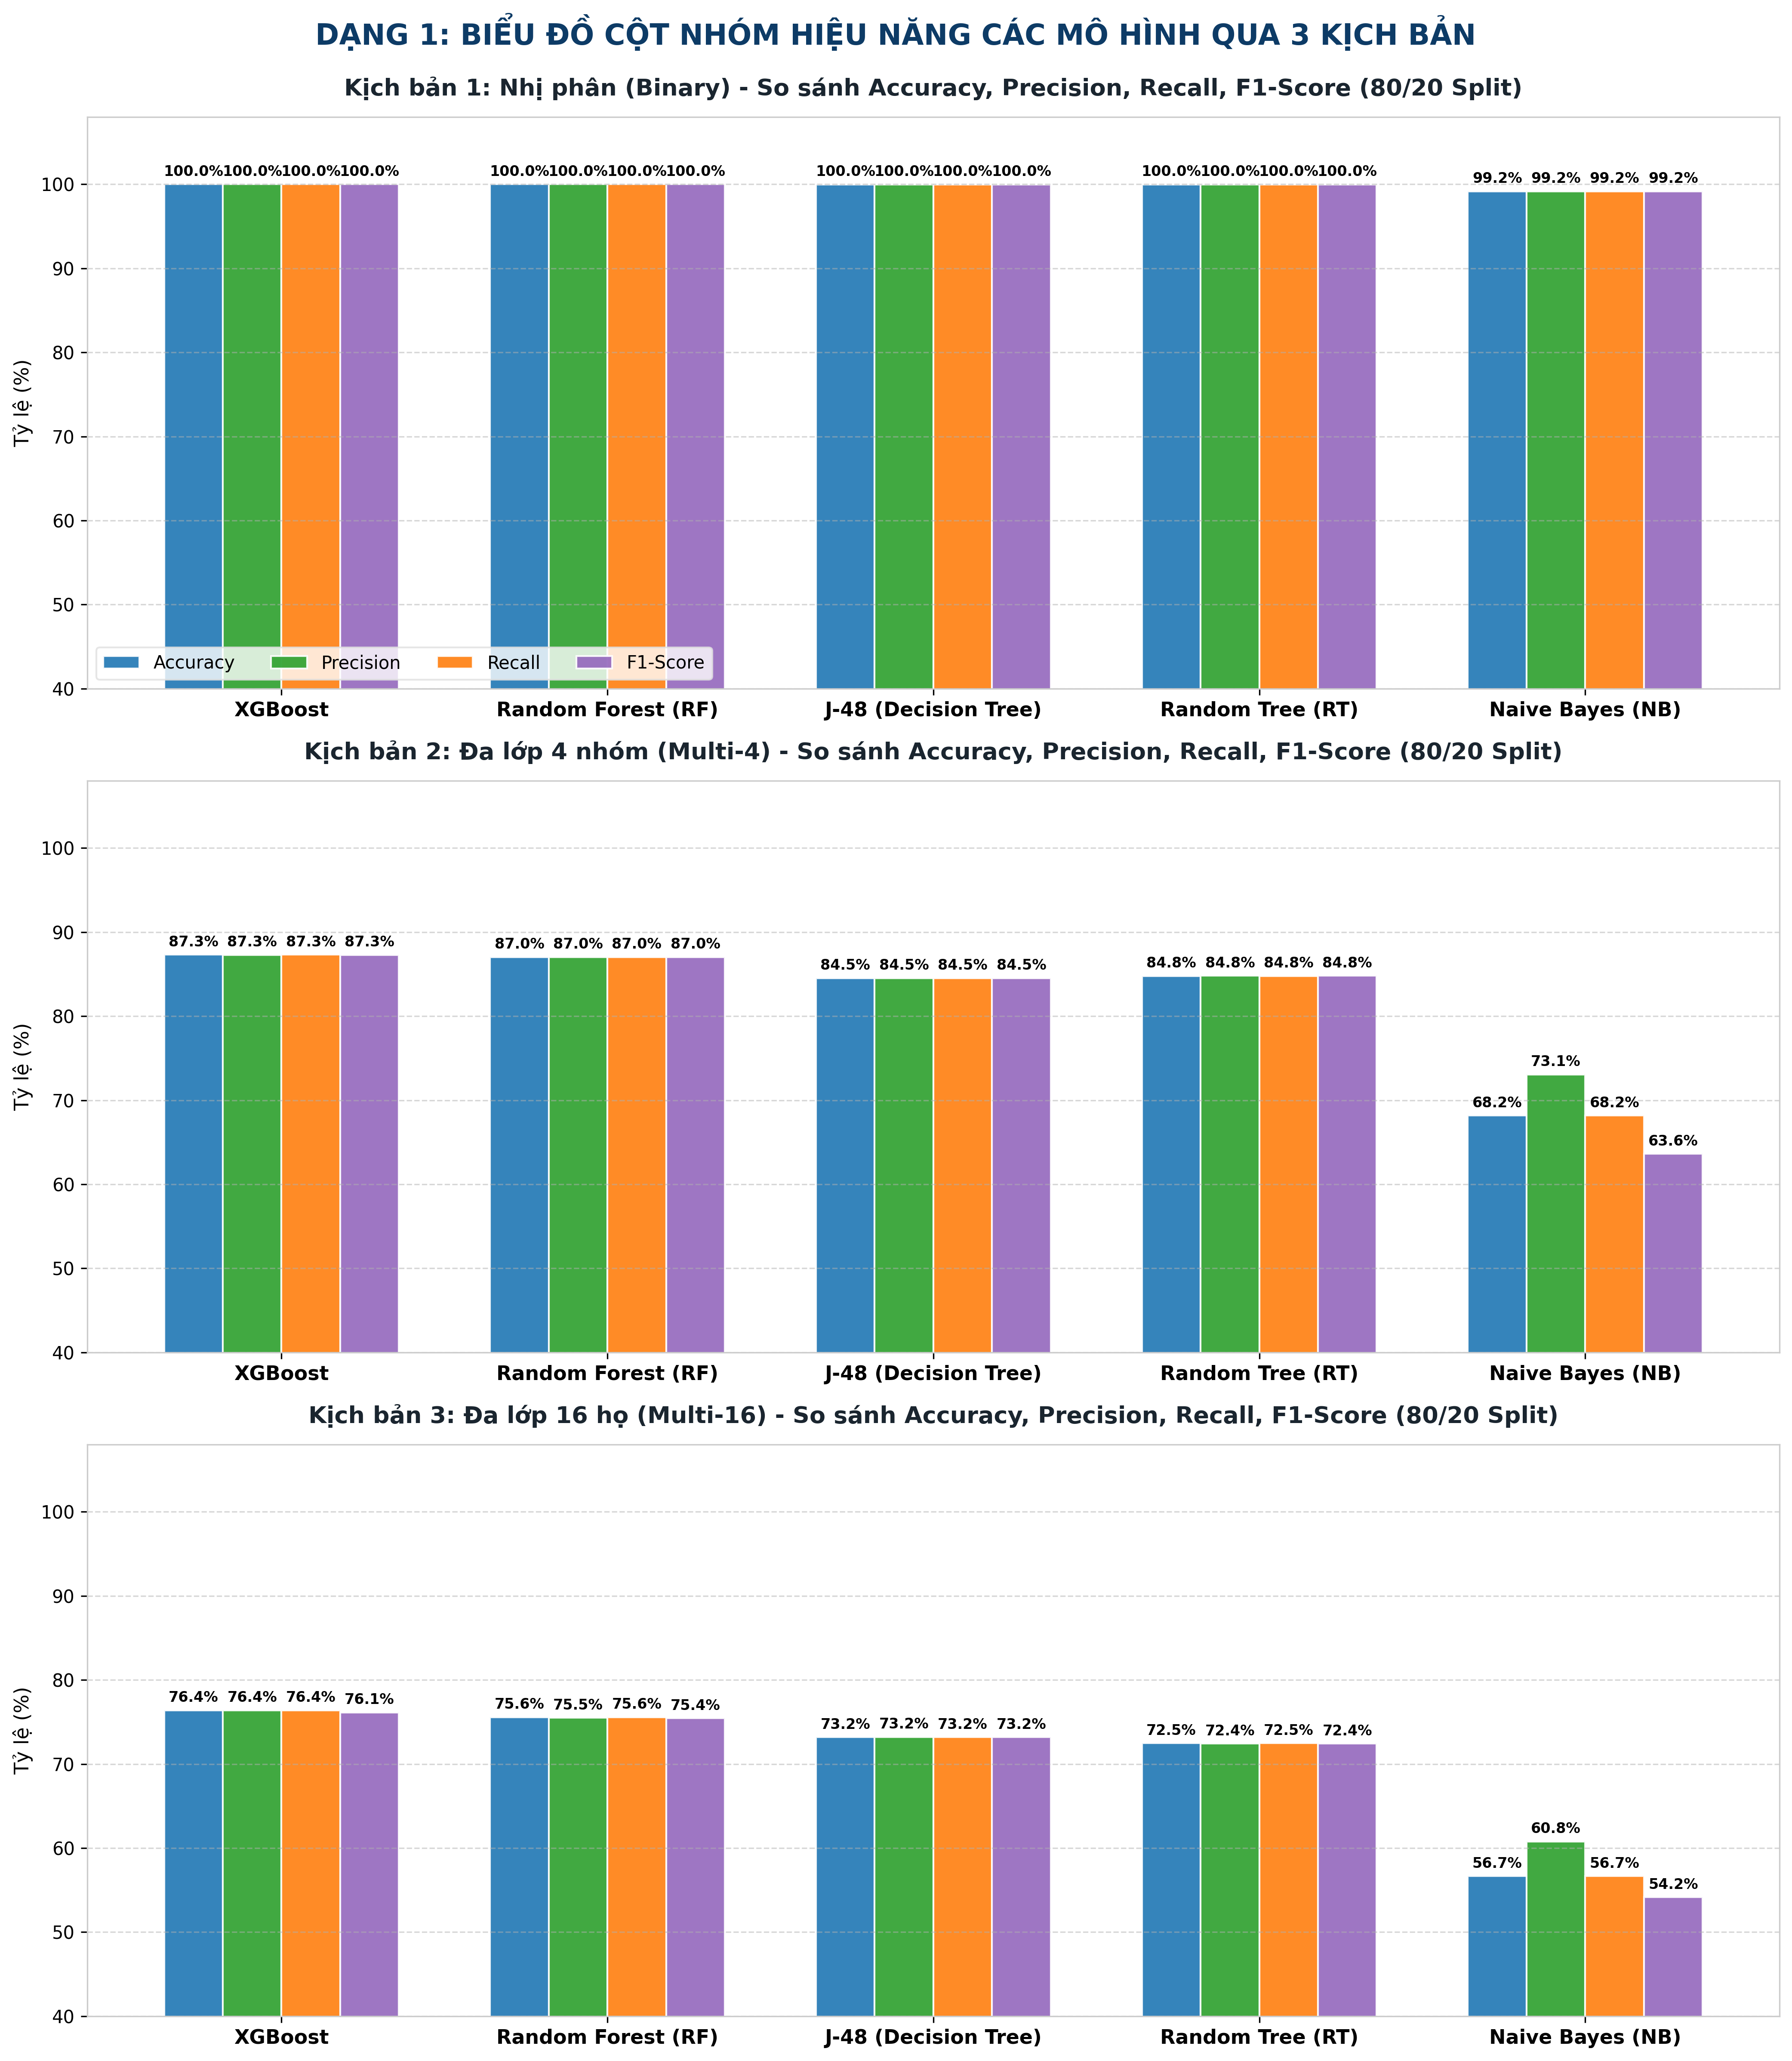 DẠNG 1: BIỂU ĐỒ CỘT NHÓM HIỆU NĂNG CÁC MÔ HÌNH QUA 3 KỊCH BẢN
Kịch bản 1: Nhị phân (Binary) - So sánh Accuracy, Precision, Recall, F1-Score (80/20 Split)
100.0% 100.0% 100.0% 100.0% 100.0% 100.0% 100.0% 100.0% 100.0% 100.0% 100.0% 100.0% 100.0% 100.0% 100.0% 100.0% 99.2% 99.2% 99.2% 99.2%
100
90
80
70
60
50
40
Tỷ lệ (%)
Accuracy Precision Recall F1-Score
XGBoost Random Forest (RF) J-48 (Decision Tree) Random Tree (RT) Naive Bayes (NB)
Kịch bản 2: Đa lớp 4 nhóm (Multi-4) - So sánh Accuracy, Precision, Recall, F1-Score (80/20 Split)
100
90
80
70
60
50
40
Tỷ lệ (%)
87.3% 87.3% 87.3% 87.3% 87.0% 87.0% 87.0% 87.0% 84.5% 84.5% 84.5% 84.5% 84.8% 84.8% 84.8% 84.8% 68.2% 73.1% 68.2% 63.6%
XGBoost Random Forest (RF) J-48 (Decision Tree) Random Tree (RT) Naive Bayes (NB)
Kịch bản 3: Đa lớp 16 họ (Multi-16) - So sánh Accuracy, Precision, Recall, F1-Score (80/20 Split)
100
90
80
70
60
50
40
Tỷ lệ (%)
76.4% 76.4% 76.4% 76.1% 75.6% 75.5% 75.6% 75.4% 73.2% 73.2% 73.2% 73.2% 72.5% 72.4% 72.5% 72.4% 56.7% 60.8% 56.7% 54.2%
XGBoost Random Forest (RF) J-48 (Decision Tree) Random Tree (RT) Naive Bayes (NB)